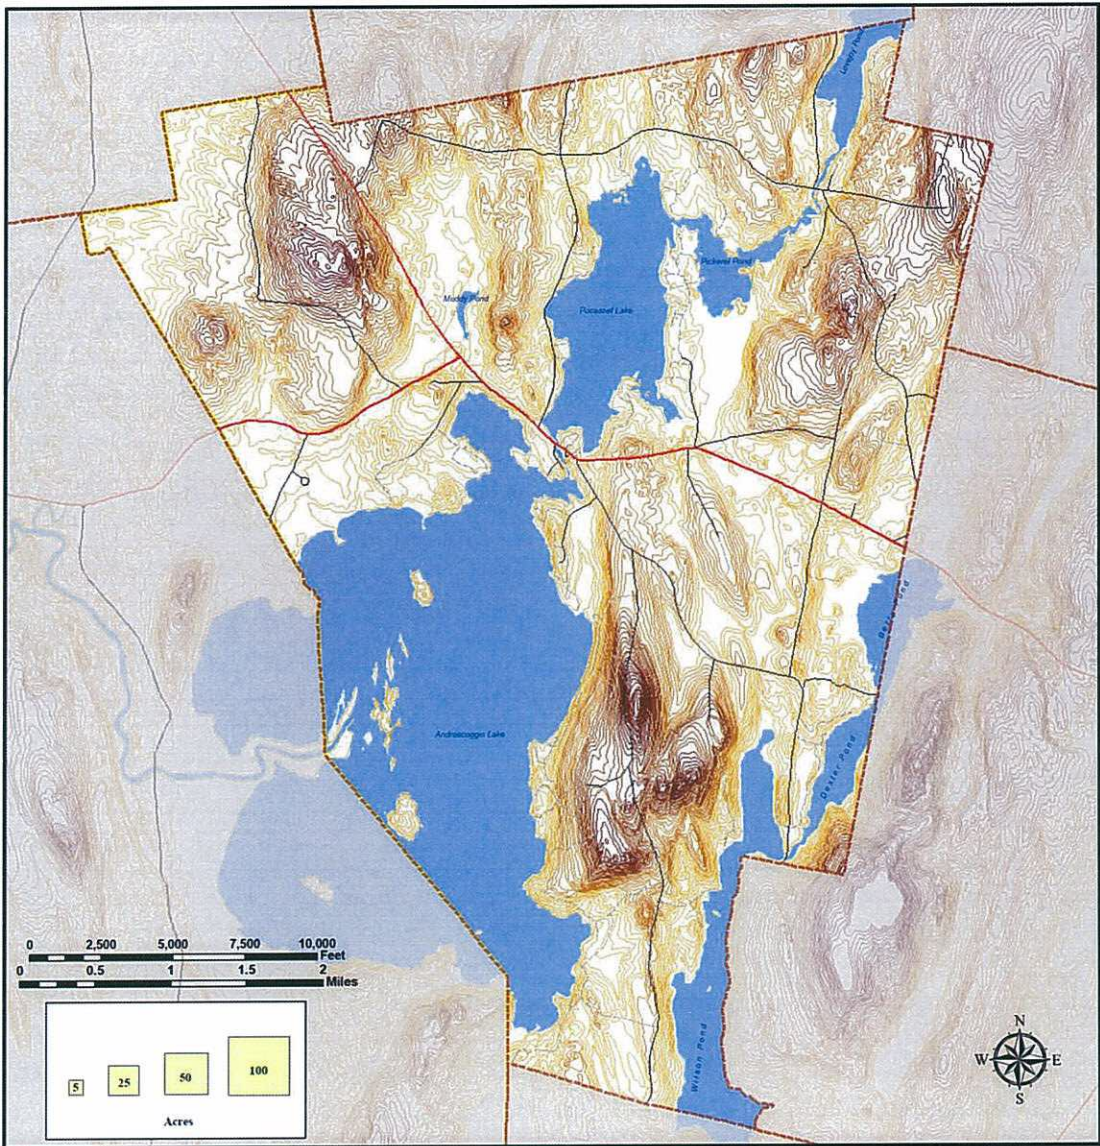 Lovejoy Pond
Pickerel Pond
Muddy Pond
Pocasset Lake
Berry Pond
Androscoggin Lake
Dexter Pond
Wilson Pond
0 2,500 5,000 7,500 10,000
Feet
0 0.5 1 1.5 2
Miles
5 25 50 100
Acres
N
W E
S